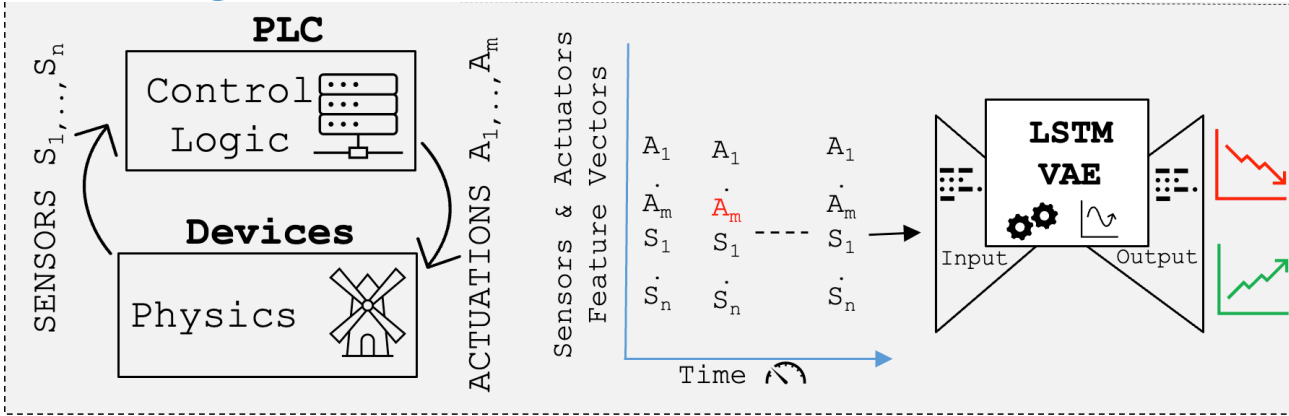 PLC
Control
Logic
SENSORS S1,..,Sn
ACTUATIONS A1,..,Am
Devices
Physics
Sensors & Actuators
Feature Vectors
A1 A1 A1
. . .
Am Am Am
S1 S1 ---- S1
. . .
Sn Sn Sn
Time
LSTM
VAE
Input
Output